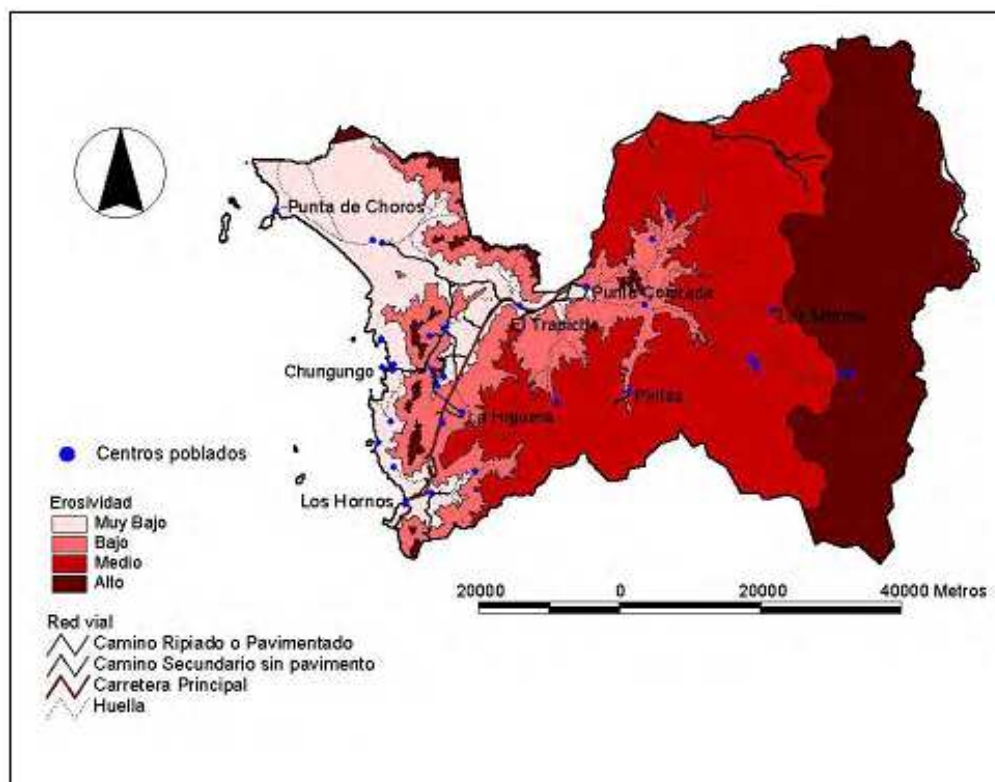 Punta de Choros
Punta Colorada
El Trapiche
Chungungo
Pleitos
La Higuera
Centros poblados
Los Hornos
Erosividad
Muy Bajo
Bajo
Medio
Alto
20000 0 20000 40000 Metros
Red vial
Camino Ripiado o Pavimentado
Camino Secundario sin pavimento
Carretera Principal
Huella